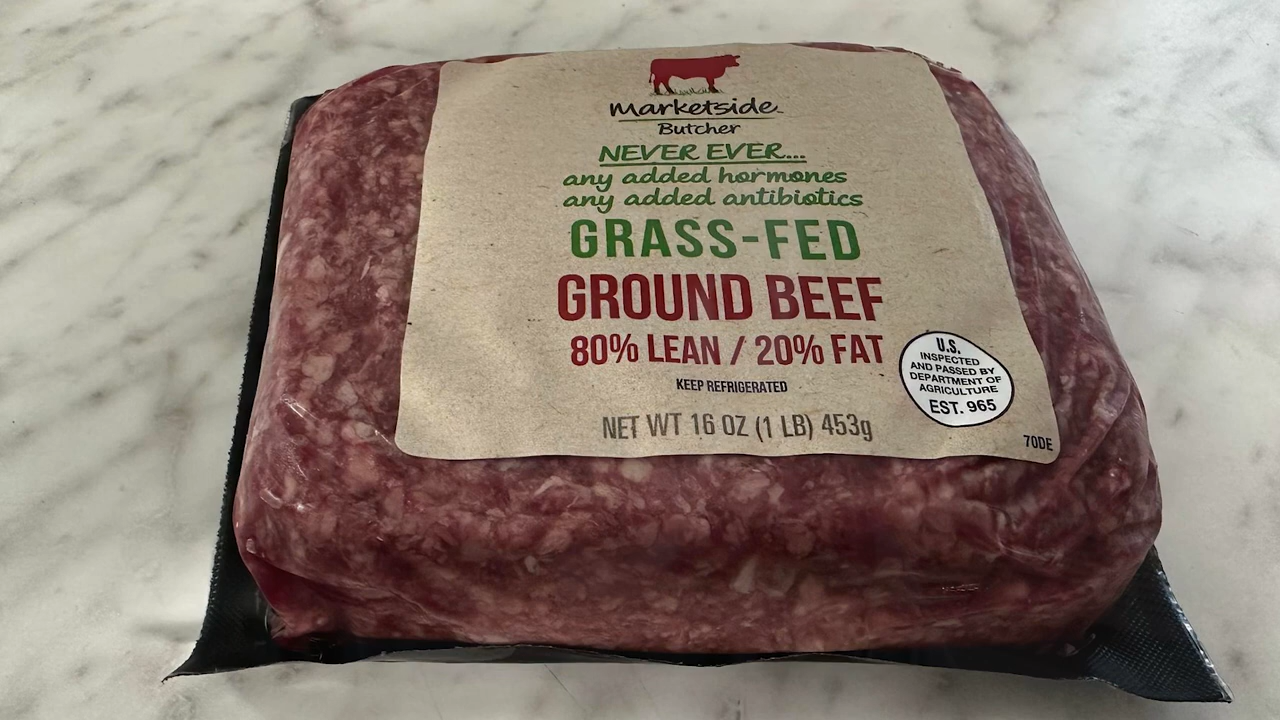 marketside
Butcher
NEVER EVER...
any added hormones
any added antibiotics
GRASS-FED
GROUND BEEF
80% LEAN / 20% FAT
KEEP REFRIGERATED
NET WT 16 OZ (1 LB) 453g
U.S.
INSPECTED
AND PASSED BY
DEPARTMENT OF
AGRICULTURE
EST. 965
70DE